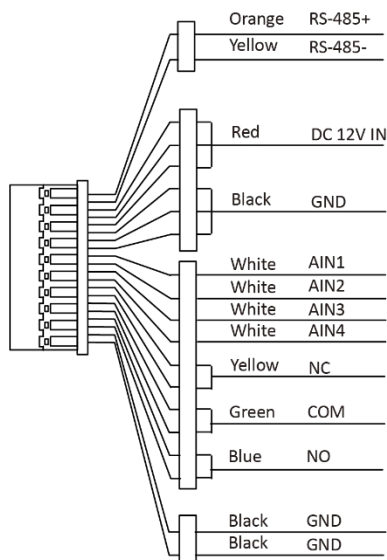 Orange RS-485+
Yellow RS-485-
Red DC 12V IN
Black GND
White AIN1
White AIN2
White AIN3
White AIN4
Yellow NC
Green COM
Blue NO
Black GND
Black GND